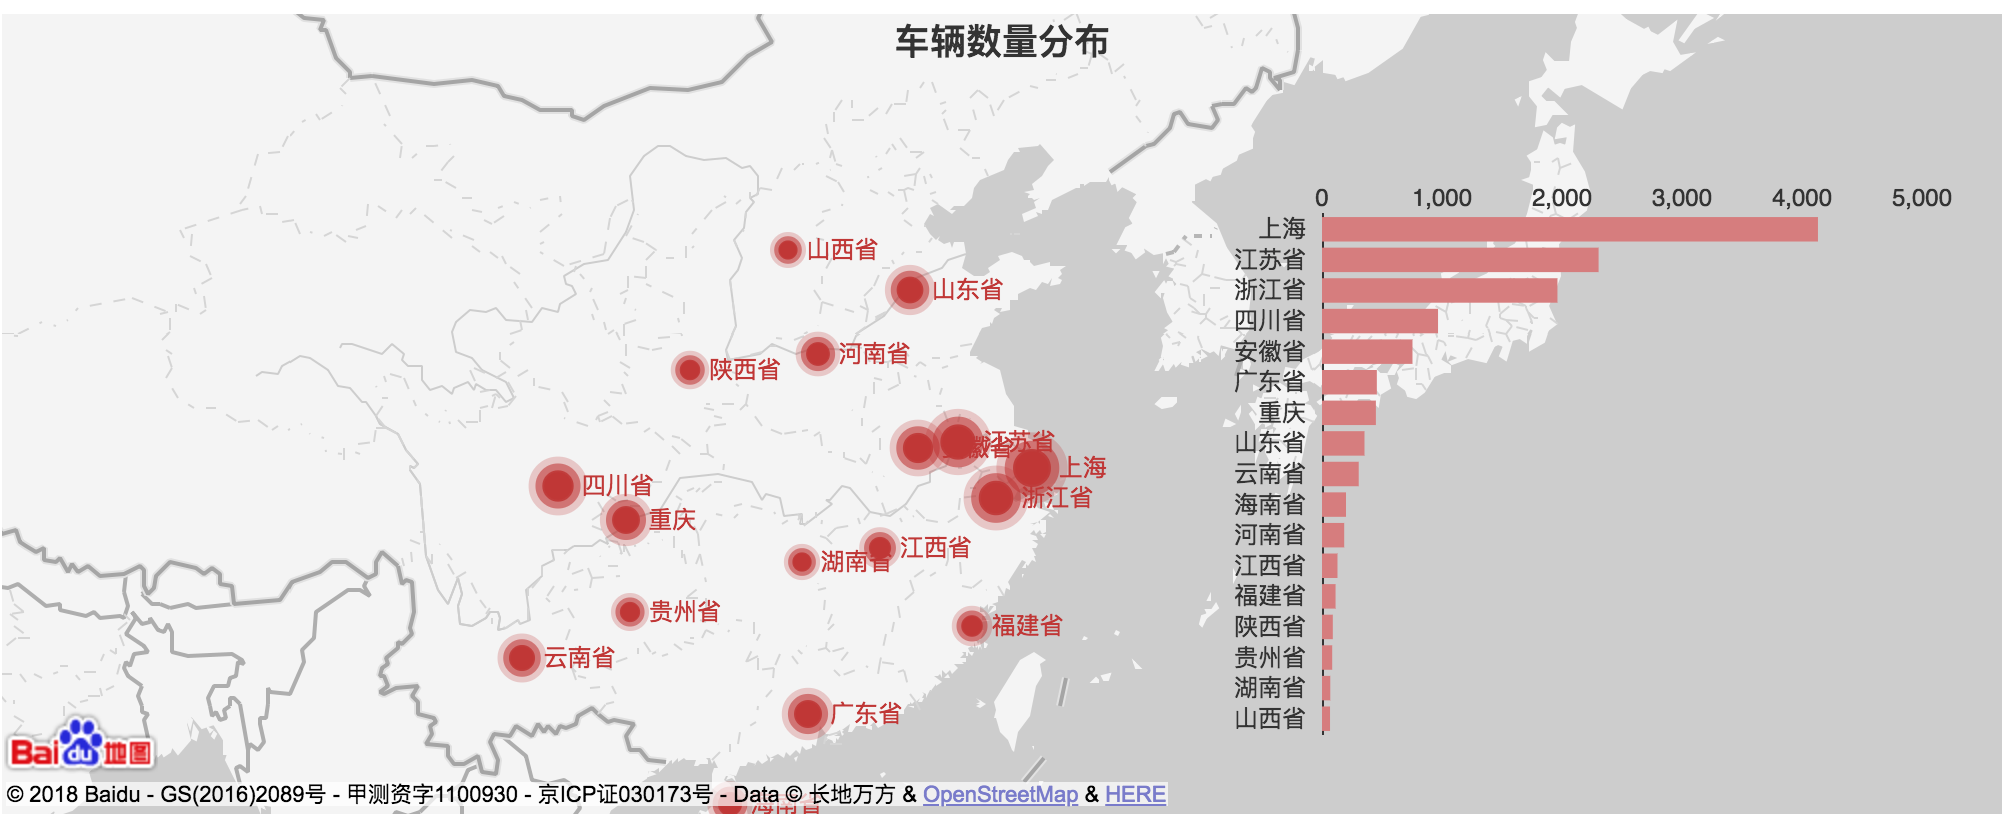 车辆数量分布
山西省
山东省
河南省
陕西省
江苏省
徽省
上海
浙江省
四川省
重庆
江西省
湖南省
贵州省
福建省
云南省
广东省
海南省
0 1,000 2,000 3,000 4,000 5,000
上海
江苏省
浙江省
四川省
安徽省
广东省
重庆
山东省
云南省
海南省
河南省
江西省
福建省
陕西省
贵州省
湖南省
山西省
Bai du 地图
© 2018 Baidu - GS(2016)2089号 - 甲测资字1100930 - 京ICP证030173号 - Data © 长地万方 & OpenStreetMap & HERE